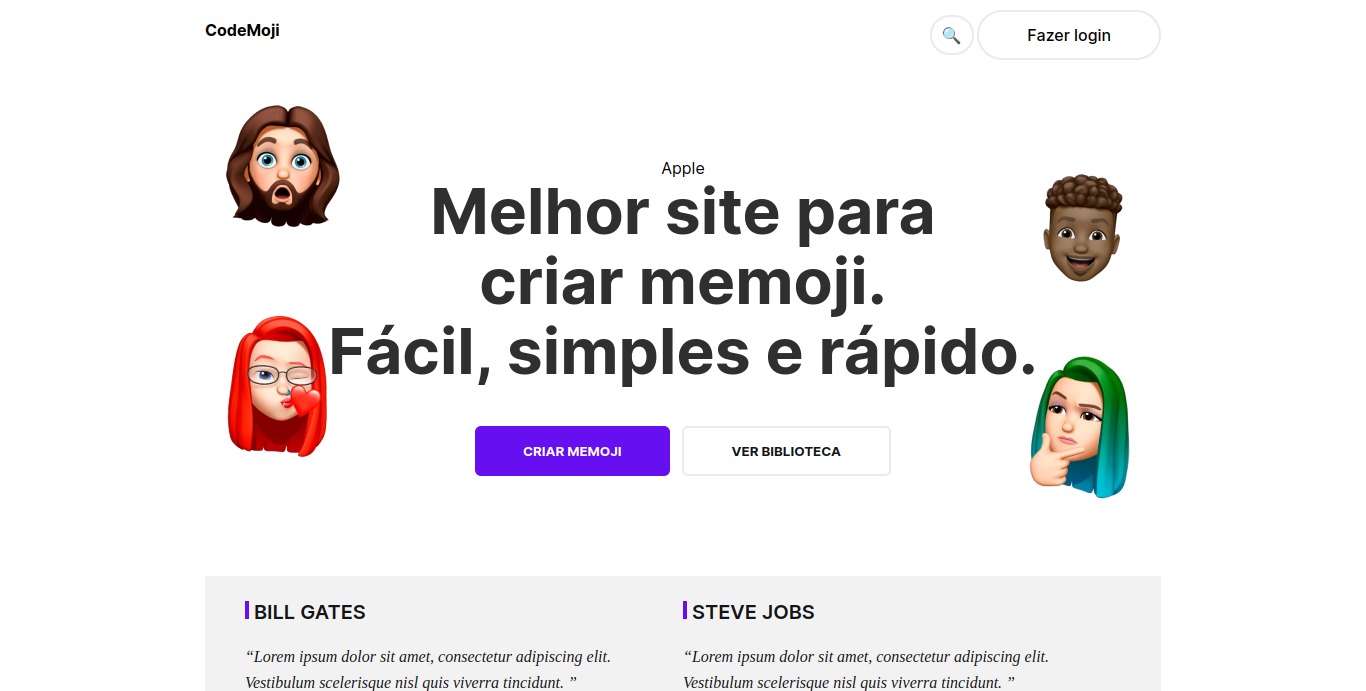 CodeMoji
Fazer login
Apple
Melhor site para
criar memoji.
Fácil, simples e rápido.
CRIAR MEMOJI
VER BIBLIOTECA
BILL GATES
“Lorem ipsum dolor sit amet, consectetur adipiscing elit.
Vestibulum scelerisque nisl quis viverra tincidunt. ”
STEVE JOBS
“Lorem ipsum dolor sit amet, consectetur adipiscing elit.
Vestibulum scelerisque nisl quis viverra tincidunt. ”